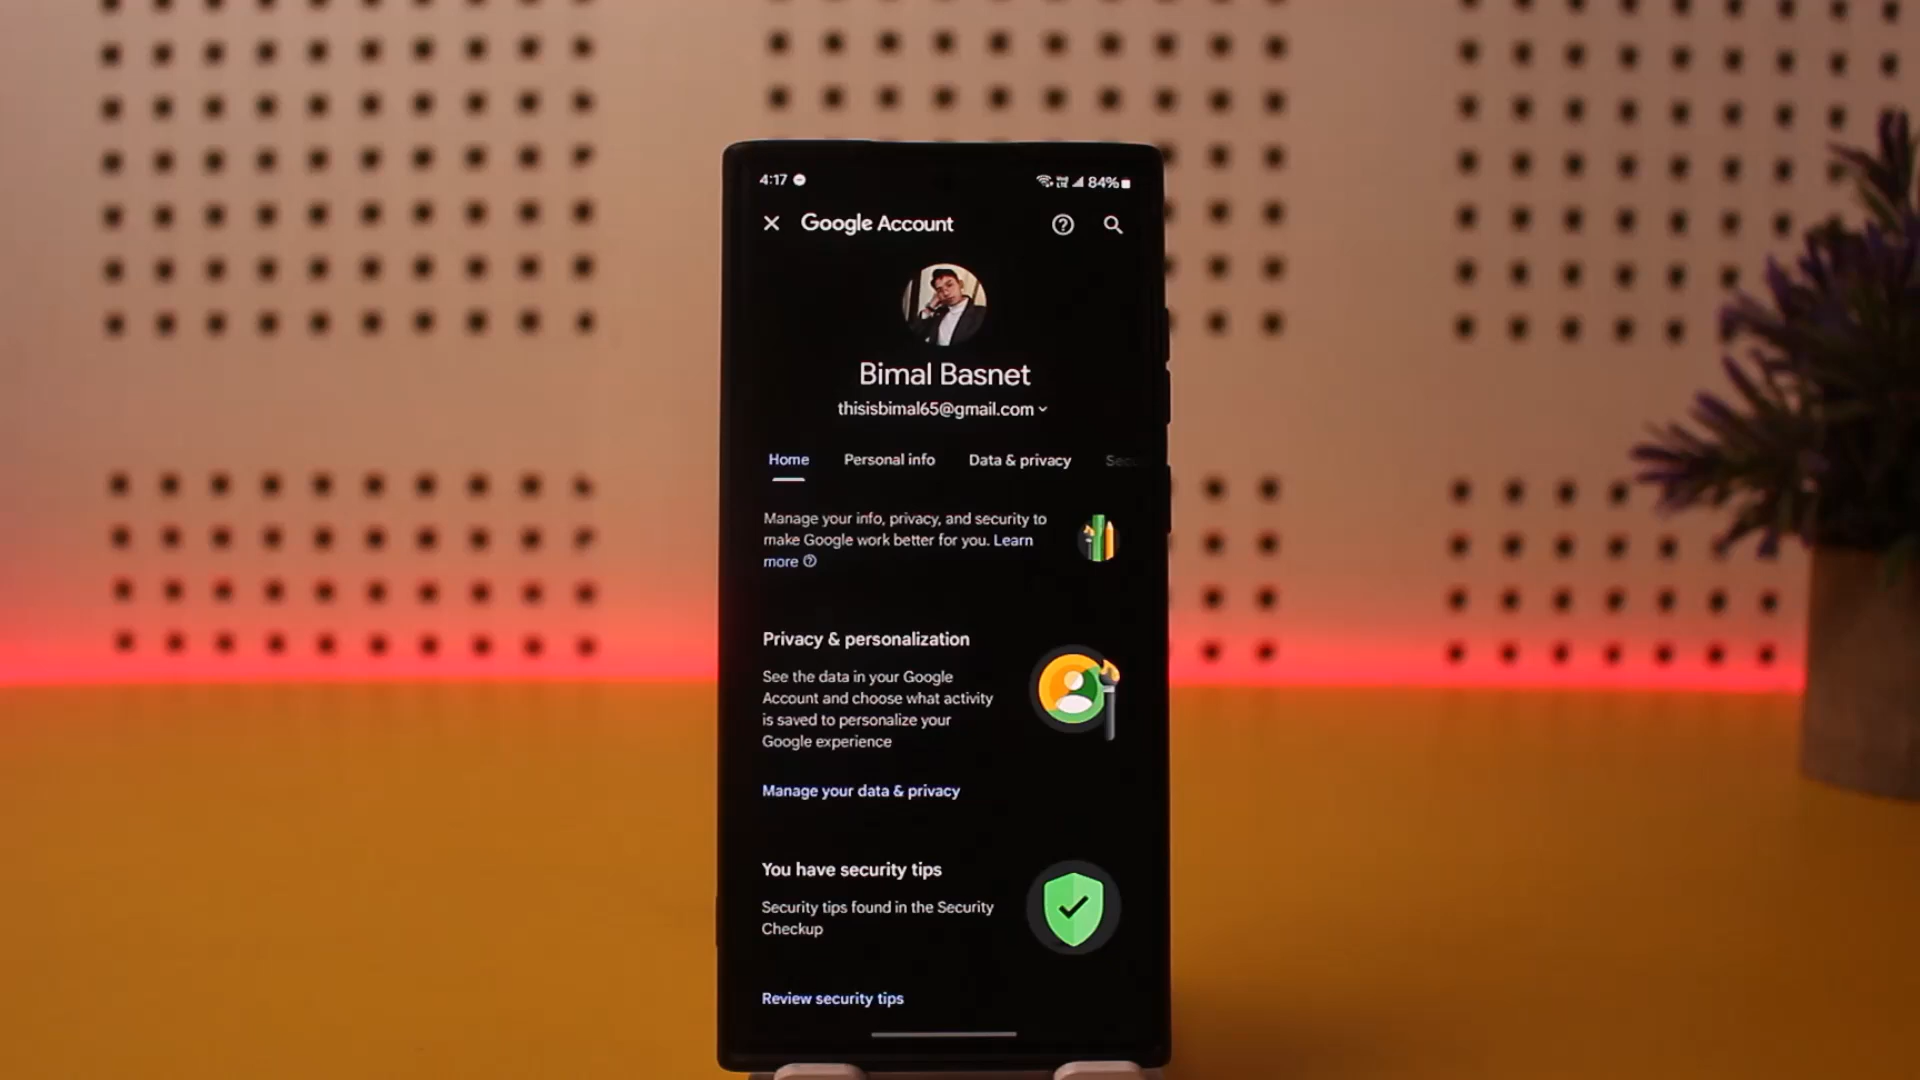 4:17
84%
Google Account
Bimal Basnet
thisisbimal65@gmail.com
Home Personal info Data & privacy
Manage your info, privacy, and security to
make Google work better for you. Learn
more
Privacy & personalization
See the data in your Google
Account and choose what activity
is saved to personalize your
Google experience
Manage your data & privacy
You have security tips
Security tips found in the Security
Checkup
Review security tips